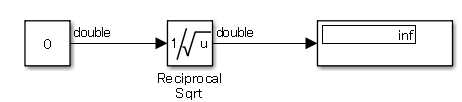 0
double
1/√u
double
inf
Reciprocal
Sqrt